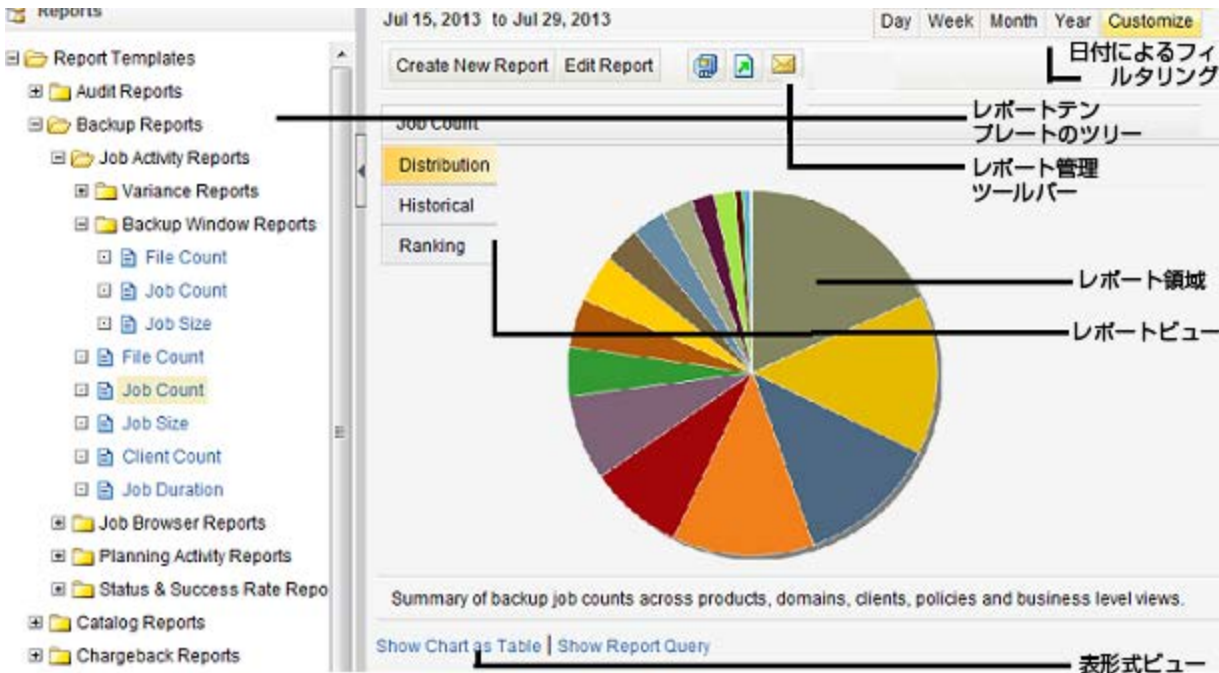 Reports
Report Templates
Audit Reports
Backup Reports
Job Activity Reports
Variance Reports
Backup Window Reports
File Count
Job Count
Job Size
File Count
Job Count
Job Size
Client Count
Job Duration
Job Browser Reports
Planning Activity Reports
Status & Success Rate Repo
Catalog Reports
Chargeback Reports
Jul 15, 2013 to Jul 29, 2013
Day Week Month Year Customize
Create New Report Edit Report
Job Count
Distribution
Historical
Ranking
日付によるフィ
ルタリング
レポートテン
プレートのツリー
レポート管理
ツールバー
レポート領域
レポートビュー
Summary of backup job counts across products, domains, clients, policies and business level views.
Show Chart as Table | Show Report Query
表形式ビュー